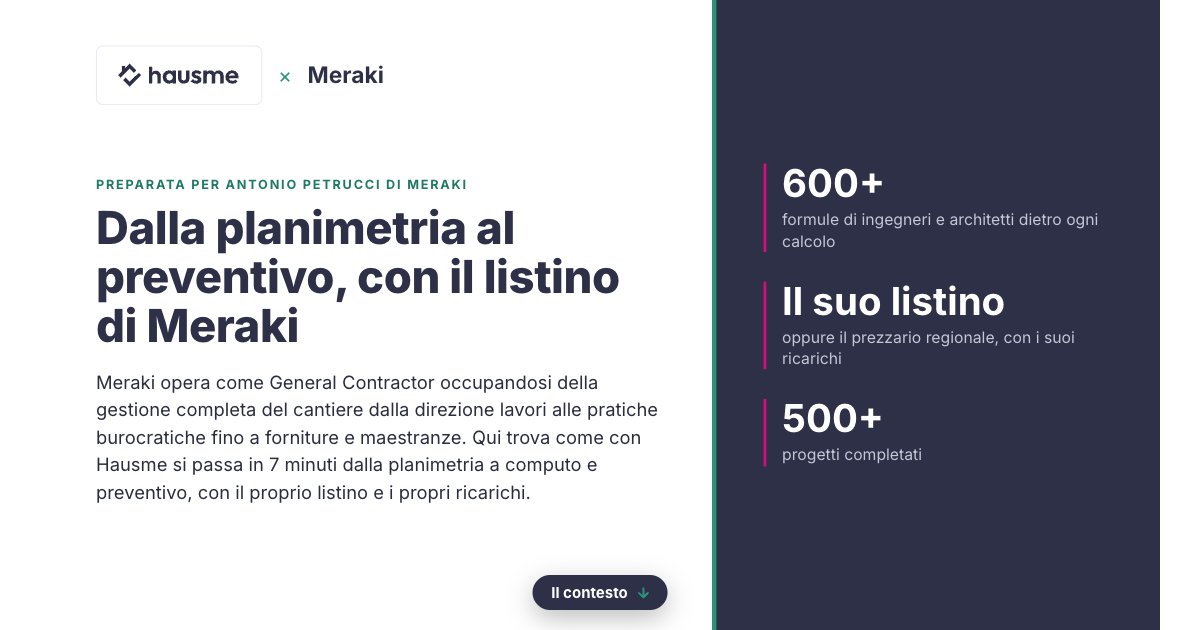 hausme × Meraki
PREPARATA PER ANTONIO PETRUCCI DI MERAKI
Dalla planimetria al
preventivo, con il listino
di Meraki
Meraki opera come General Contractor occupandosi della
gestione completa del cantiere dalla direzione lavori alle pratiche
burocratiche fino a forniture e maestranze. Qui trova come con
Hausme si passa in 7 minuti dalla planimetria a computo e
preventivo, con il proprio listino e i propri ricarichi.
Il contesto ↓
600+
formule di ingegneri e architetti dietro ogni
calcolo
Il suo listino
oppure il prezzario regionale, con i suoi
ricarichi
500+
progetti completati